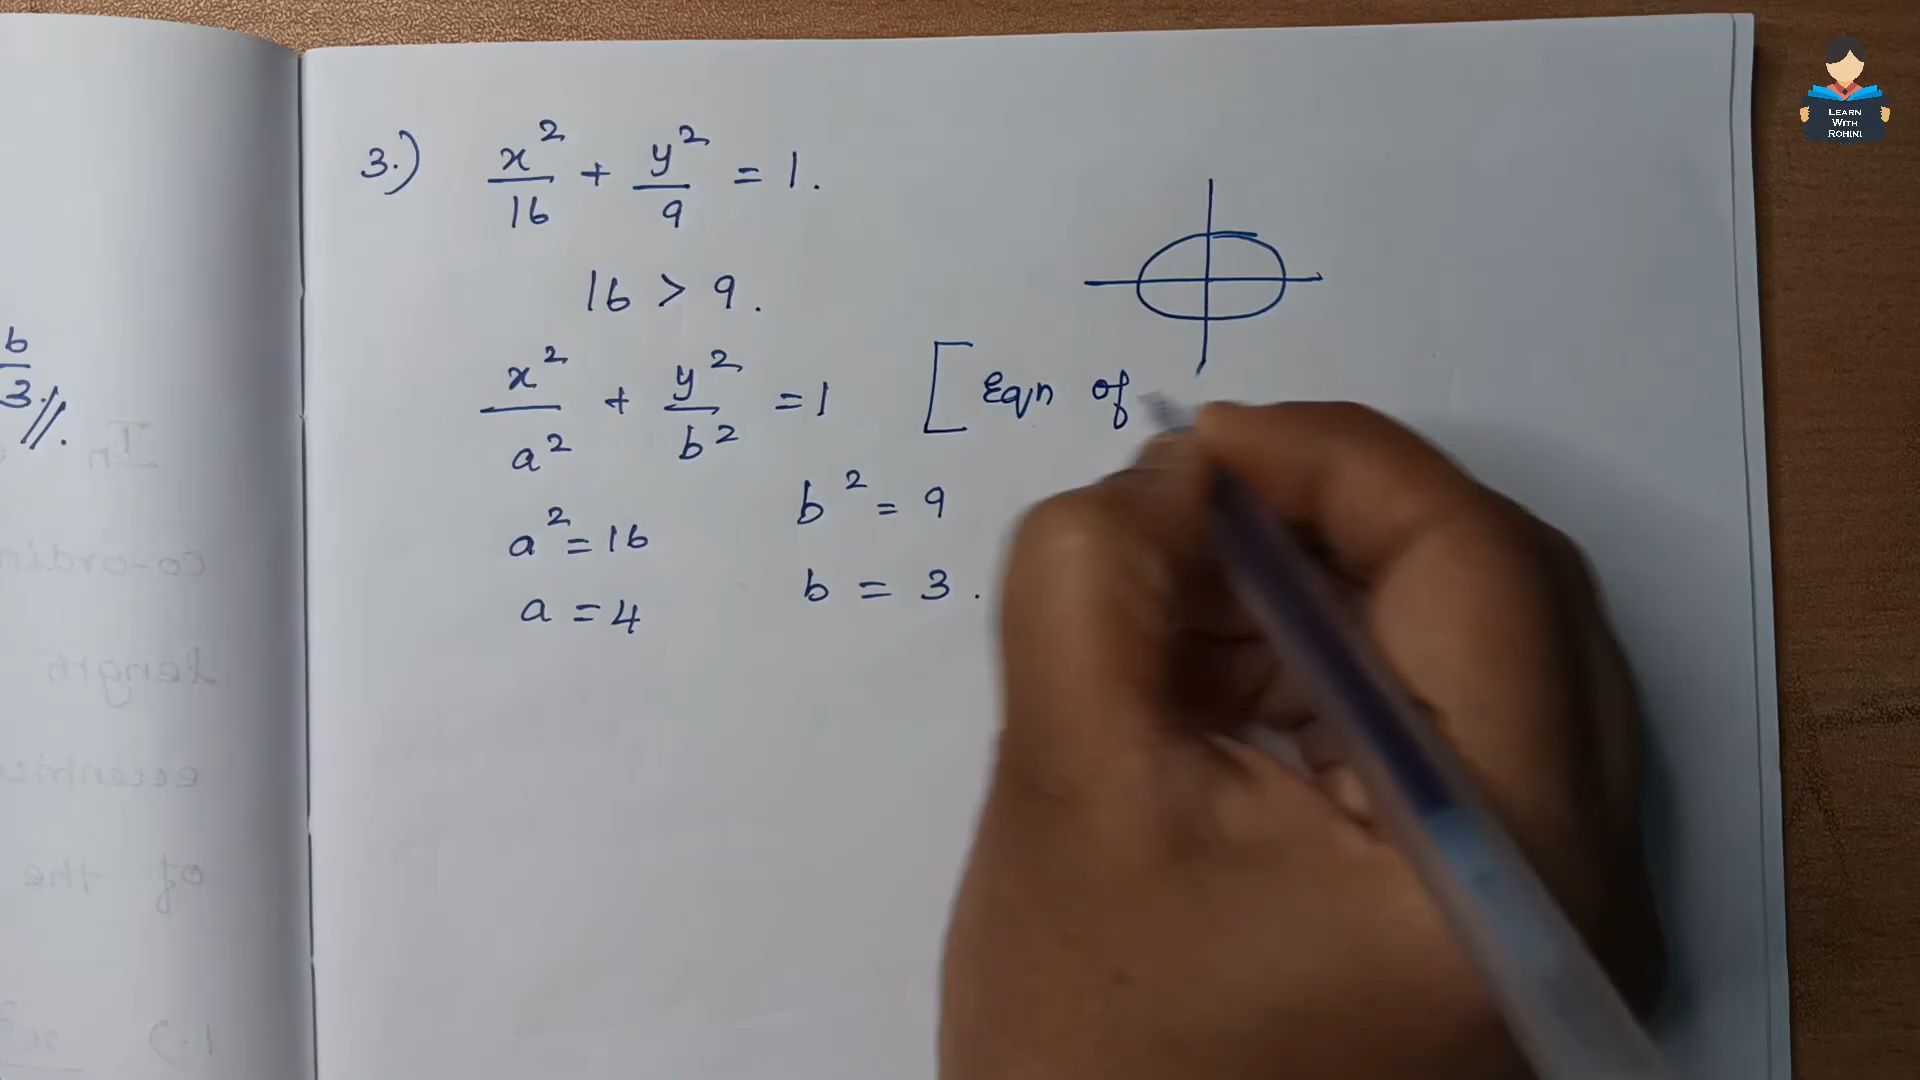 b
3.//.
3.) x² + y² = 1.
16 9
16 > 9.
x² + y² = 1 [Eqn of
a² b²
a² = 16 b² = 9
a = 4 b = 3.
LEARN
WITH
ROHINI